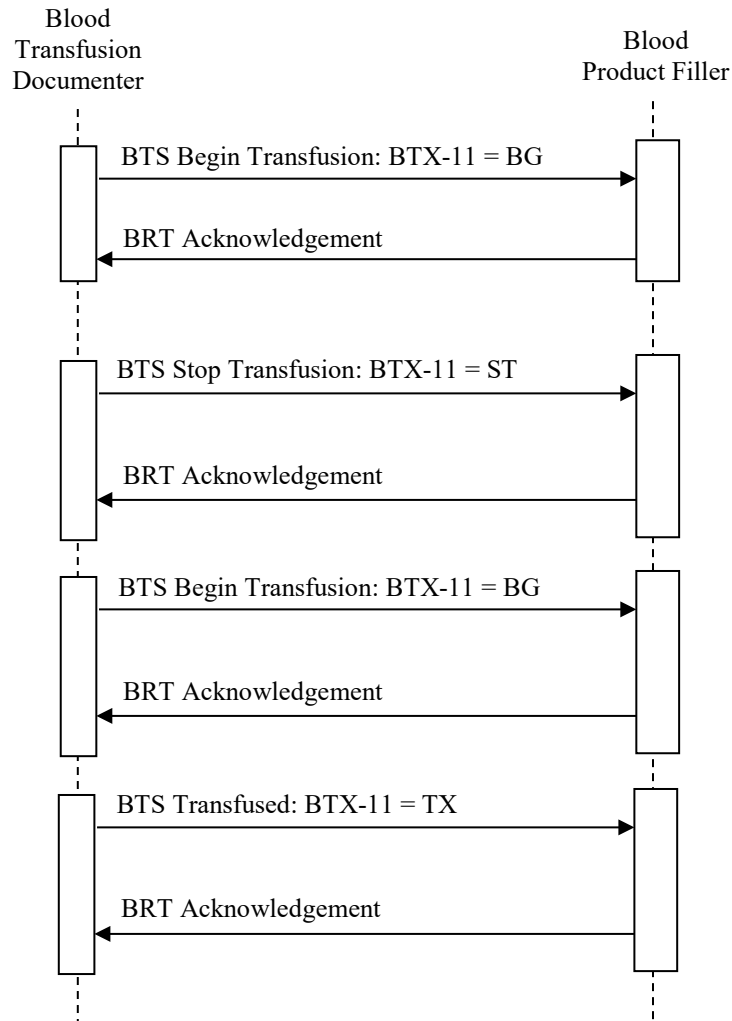 Blood
Transfusion
Documenter
Blood
Product Filler
BTS Begin Transfusion: BTX-11 = BG
BRT Acknowledgement
BTS Stop Transfusion: BTX-11 = ST
BRT Acknowledgement
BTS Begin Transfusion: BTX-11 = BG
BRT Acknowledgement
BTS Transfused: BTX-11 = TX
BRT Acknowledgement